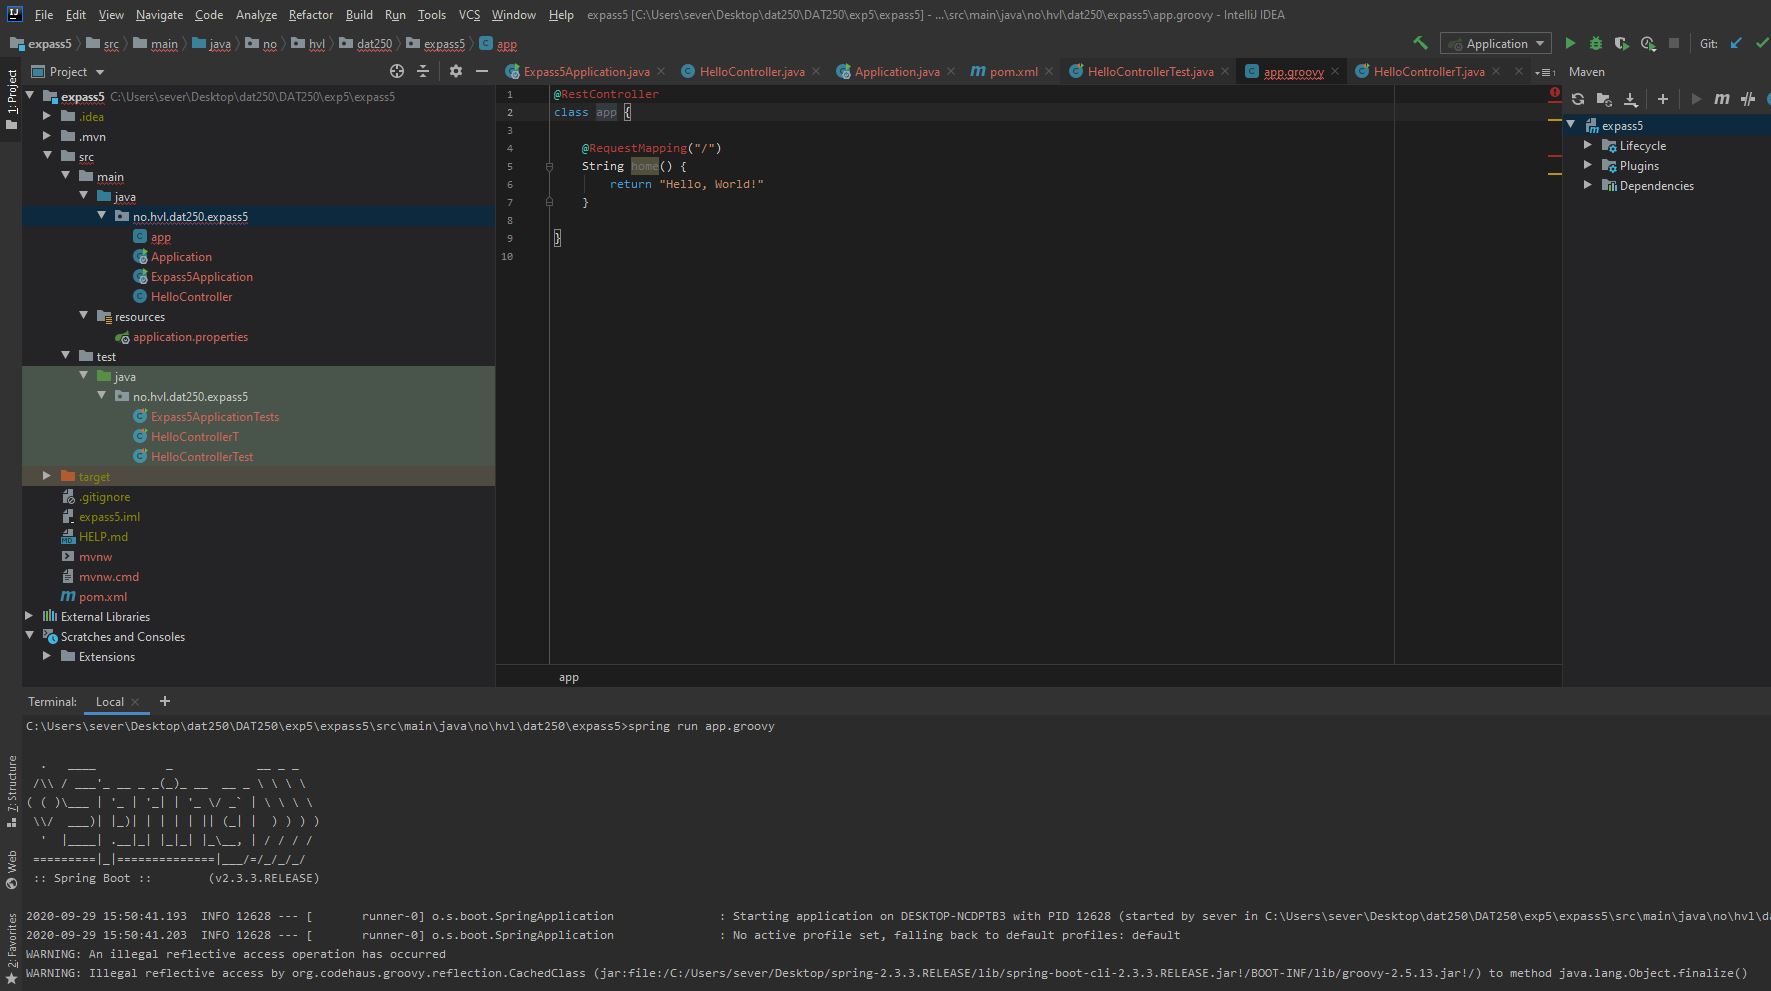 File Edit View Navigate Code Analyze Refactor Build Run Tools VCS Window Help expass5 [C:\Users\sever\Desktop\dat250\DAT250\exp5\expass5] - ...\src\main\java\no\hvl\dat250\expass5\app.groovy - IntelliJ IDEA
expass5 src main java no hvl dat250 expass5 app Application Git:
Project Expass5Application.java HelloController.java Application.java pom.xml HelloControllerTest.java app.groovy HelloControllerT.java Maven
1: Project
expass5 C:\Users\sever\Desktop\dat250\DAT250\exp5\expass5
.idea
.mvn
src
main
java
no.hvl.dat250.expass5
app
Application
Expass5Application
HelloController
resources
application.properties
test
java
no.hvl.dat250.expass5
Expass5ApplicationTests
HelloControllerT
HelloControllerTest
target
.gitignore
expass5.iml
HELP.md
mvnw
mvnw.cmd
pom.xml
External Libraries
Scratches and Consoles
Extensions
1 @RestController
2 class app {
3
4 @RequestMapping("/")
5 String home() {
6 return "Hello, World!"
7 }
8
9 }
10
app
expass5
Lifecycle
Plugins
Dependencies
Terminal: Local
C:\Users\sever\Desktop\dat250\DAT250\exp5\expass5\src\main\java\no\hvl\dat250\expass5>spring run app.groovy
  .   ____          _            __ _ _
 /\\ / ___'_ __ _ _(_)_ __  __ _ \ \ \ \
( ( )\___ | '_ | '_| | '_ \/ _` | \ \ \ \
 \\/  ___)| |_)| | | | | || (_| |  ) ) ) )
  '  |____| .__|_| |_|_| |_\__, | / / / /
 =========|_|==============|___/=/_/_/_/
 :: Spring Boot ::        (v2.3.3.RELEASE)
2020-09-29 15:50:41.193  INFO 12628 --- [       runner-0] o.s.boot.SpringApplication               : Starting application on DESKTOP-NCDPTB3 with PID 12628 (started by sever in C:\Users\sever\Desktop\dat250\DAT250\exp5\expass5\src\main\java\no\hvl\da
2020-09-29 15:50:41.203  INFO 12628 --- [       runner-0] o.s.boot.SpringApplication               : No active profile set, falling back to default profiles: default
WARNING: An illegal reflective access operation has occurred
WARNING: Illegal reflective access by org.codehaus.groovy.reflection.CachedClass (jar:file:/C:/Users/sever/Desktop/spring-2.3.3.RELEASE/lib/spring-boot-cli-2.3.3.RELEASE.jar!/BOOT-INF/lib/groovy-2.5.13.jar!/) to method java.lang.Object.finalize()
7: Structure
Web
2: Favorites